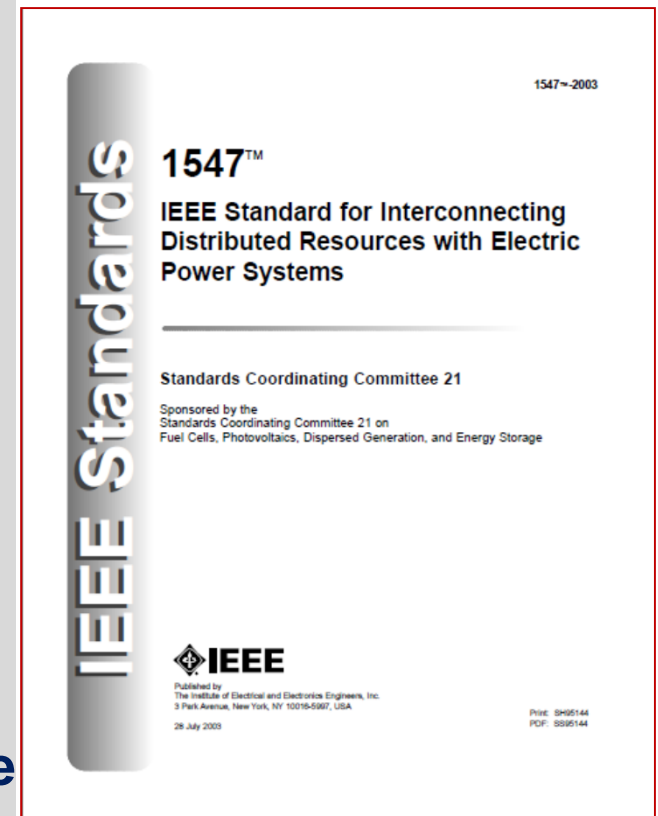 1547™-2003
IEEE Standards
1547™
IEEE Standard for Interconnecting
Distributed Resources with Electric
Power Systems
Standards Coordinating Committee 21
Sponsored by the
Standards Coordinating Committee 21 on
Fuel Cells, Photovoltaics, Dispersed Generation, and Energy Storage
IEEE
Published by
The Institute of Electrical and Electronics Engineers, Inc.
3 Park Avenue, New York, NY 10016-5997, USA
28 July 2003
Print: SH95144
PDF: SS95144
e